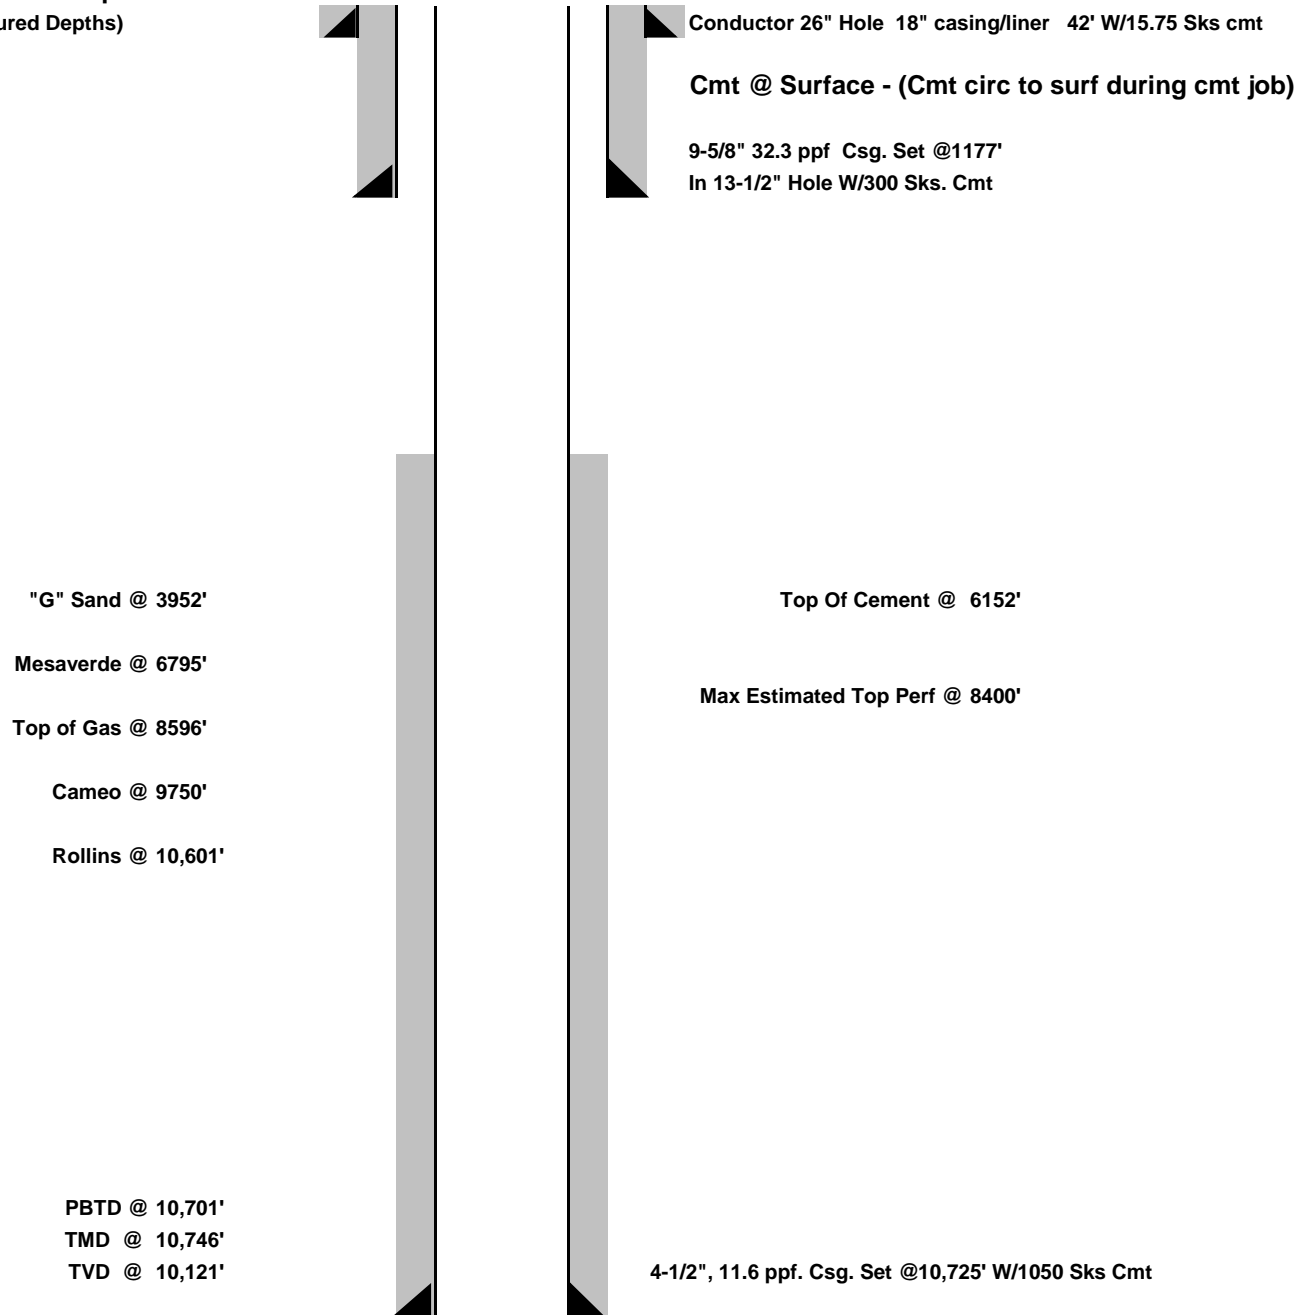 ured Depths)
Conductor 26" Hole 18" casing/liner 42' W/15.75 Sks cmt
Cmt @ Surface - (Cmt circ to surf during cmt job)
9-5/8" 32.3 ppf Csg. Set @1177'
In 13-1/2" Hole W/300 Sks. Cmt
"G" Sand @ 3952'
Top Of Cement @ 6152'
Mesaverde @ 6795'
Max Estimated Top Perf @ 8400'
Top of Gas @ 8596'
Cameo @ 9750'
Rollins @ 10,601'
PBTD @ 10,701'
TMD @ 10,746'
TVD @ 10,121'
4-1/2", 11.6 ppf. Csg. Set @10,725' W/1050 Sks Cmt